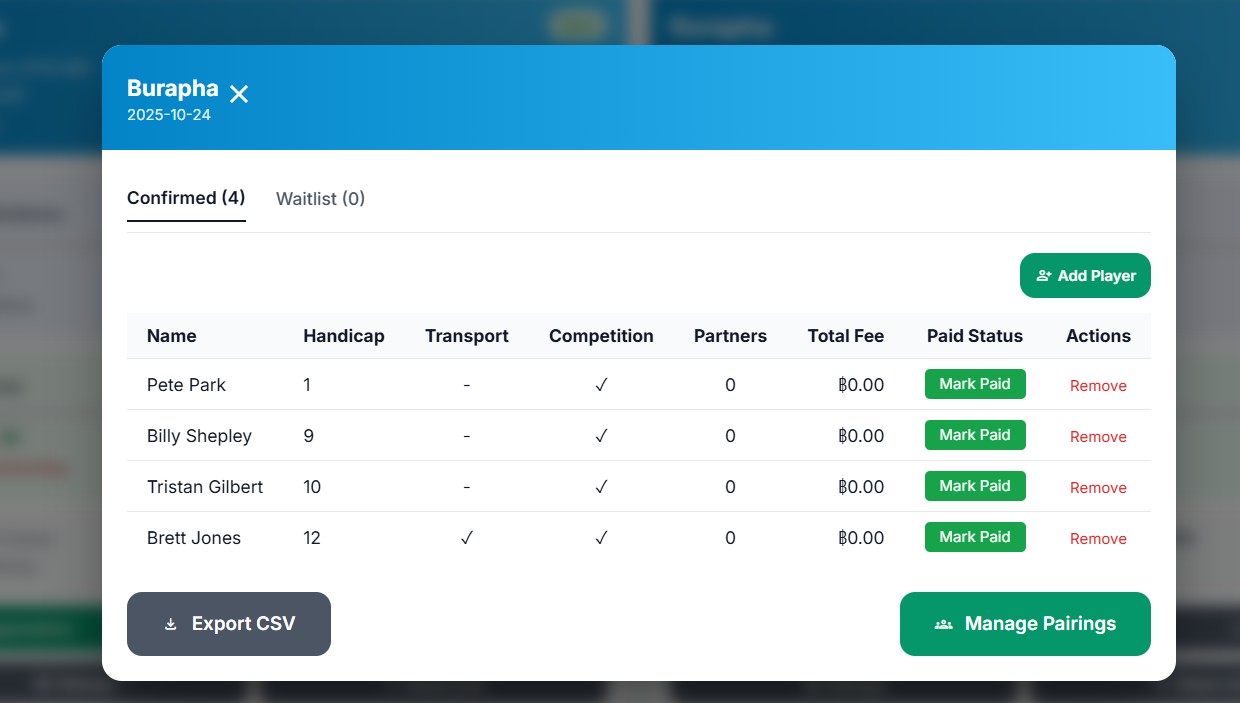 Burapha
2025-10-24
Confirmed (4) Waitlist (0)
Add Player
Name Handicap Transport Competition Partners Total Fee Paid Status Actions
Pete Park 1 - ✓ 0 ฿0.00 Mark Paid Remove
Billy Shepley 9 - ✓ 0 ฿0.00 Mark Paid Remove
Tristan Gilbert 10 - ✓ 0 ฿0.00 Mark Paid Remove
Brett Jones 12 ✓ ✓ 0 ฿0.00 Mark Paid Remove
Export CSV Manage Pairings